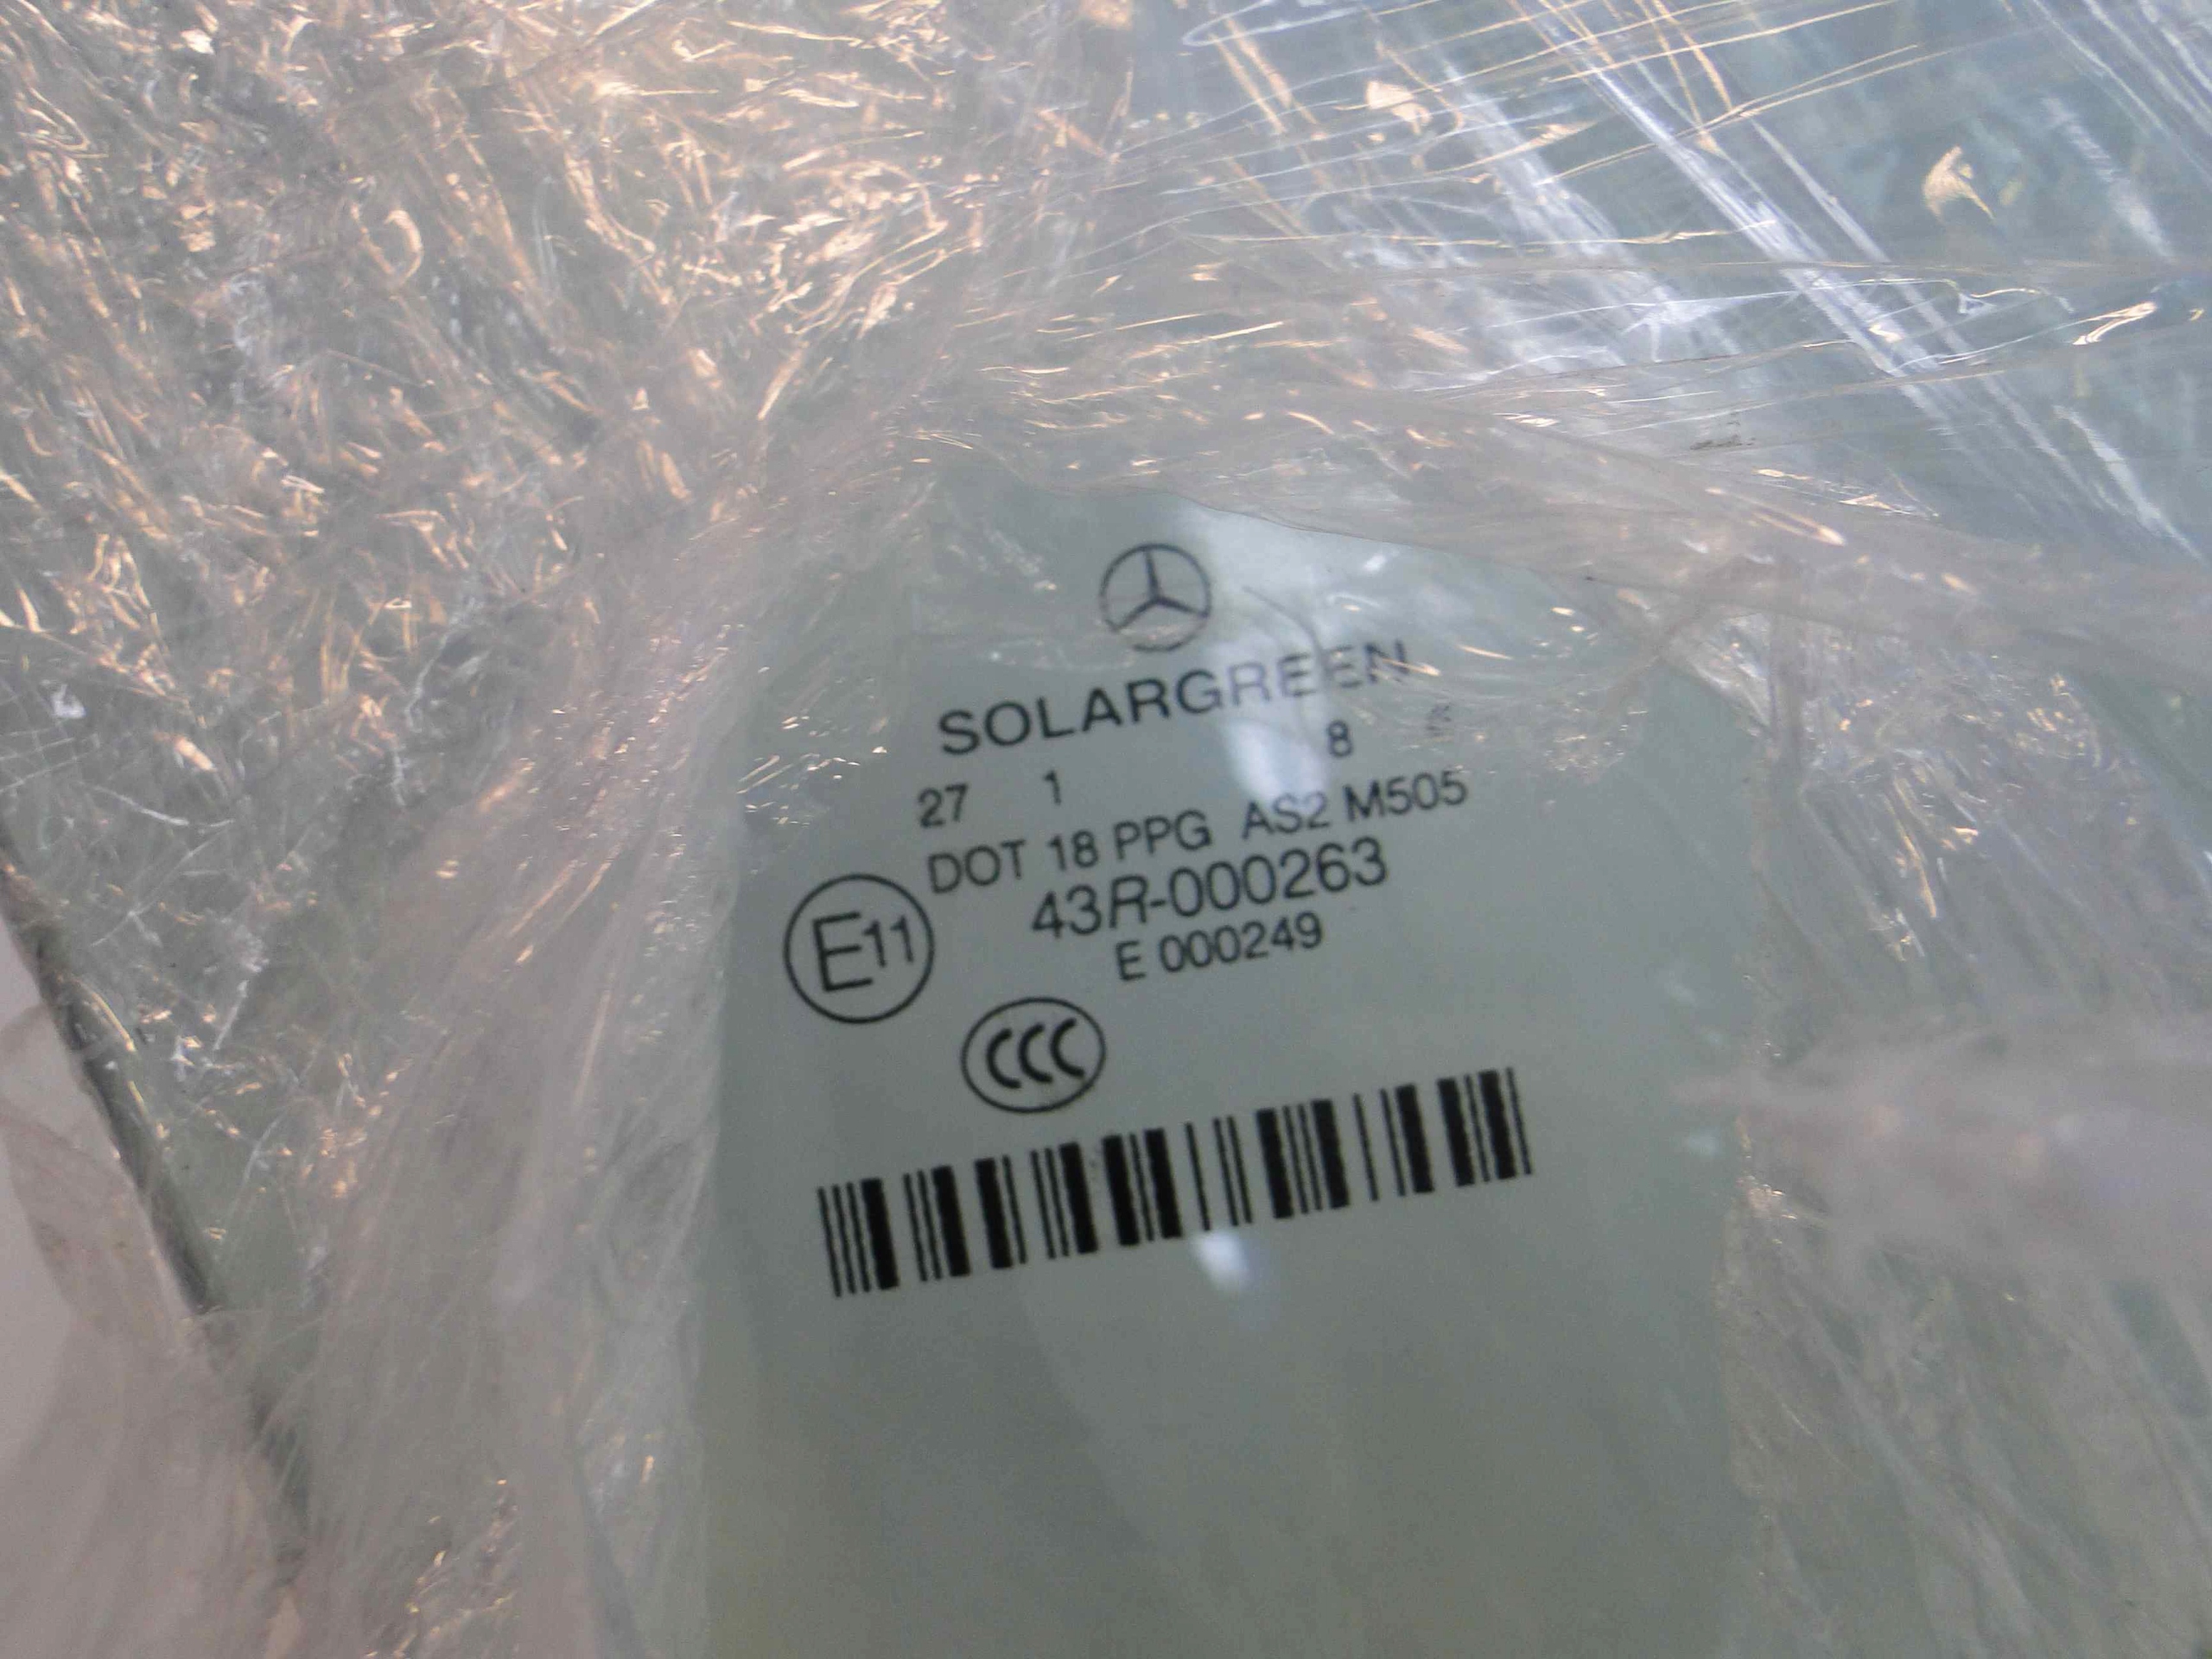 SOLARGREEN
27 1 8
DOT 18 PPG AS2 M505
43R-000263
E11
E 000249
CCC